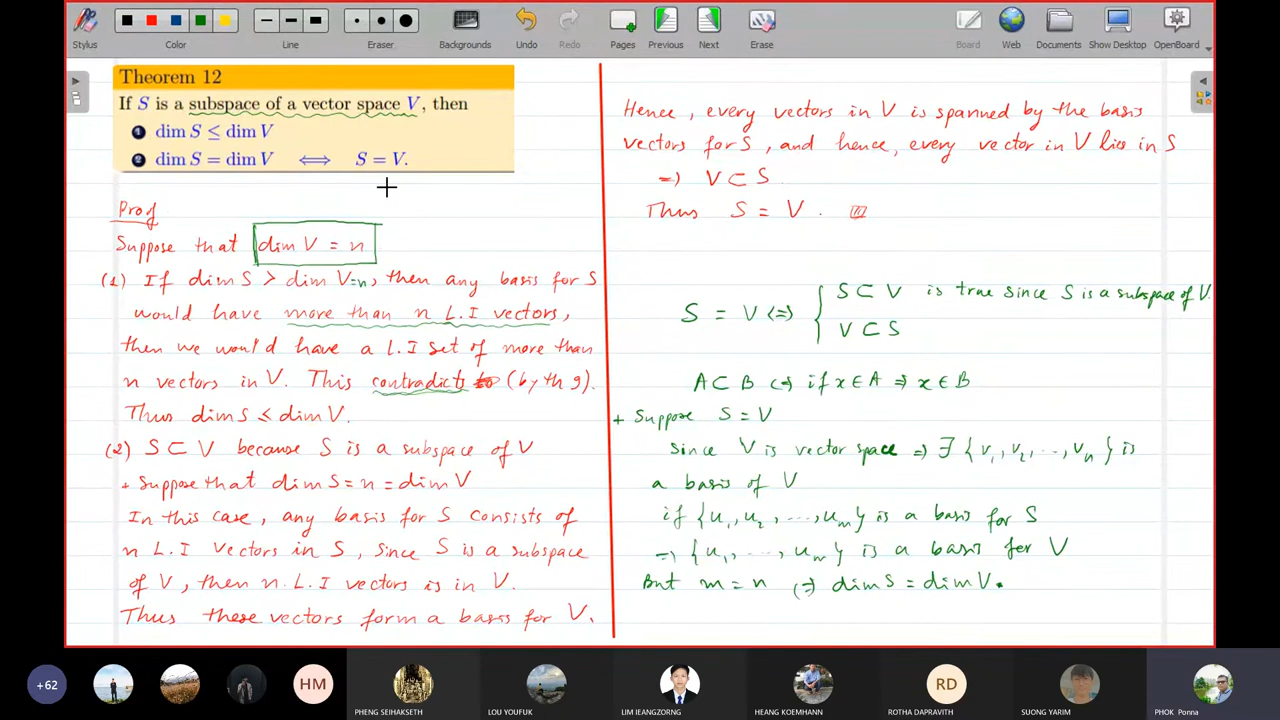 Stylus
Color
Line
Eraser
Backgrounds
Undo
Redo
Pages
Previous
Next
Erase
Board
Web
Documents
Show Desktop
OpenBoard
Theorem 12
If S is a subspace of a vector space V, then
1 dim S ≤ dim V
2 dim S = dim V ⟺ S = V.
Prof
Suppose that dim V = n
(1) If dim S > dim V=n, then any basis for S
would have more than n L.I vectors,
then we would have a L.I set of more than
n vectors in V. This contradicts (by th 9).
Thus dim S ≤ dim V.
(2) S ⊂ V because S is a subspace of V
+ Suppose that dim S = n = dim V
In this case, any basis for S consists of
n L.I vectors in S, since S is a subspace
of V, then n L.I vectors is in V.
Thus these vectors form a basis for V.
Hence, every vectors in V is spanned by the basis
vectors for S, and hence, every vector in V lies in S
=) V ⊂ S
Thus S = V.
S = V <=> { S ⊂ V is true since S is a subspace of V.
V ⊂ S
A ⊂ B <=> if x ∈ A => x ∈ B
+ Suppose S = V
Since V is vector space => ∃ {v1, v2, ..., vn} is
a basis of V
if {u1, u2, ..., um} is a basis for S
=> {u1, ..., um} is a basis for V
But m = n (=) dim S = dim V.
+62
HM
RD
PHENG SEIHAKSETH
LOU YOUFUK
LIM IEANGZORNG
HEANG KOEMHANN
ROTHA DAPRAVITH
SUONG YARIM
PHOK Ponna